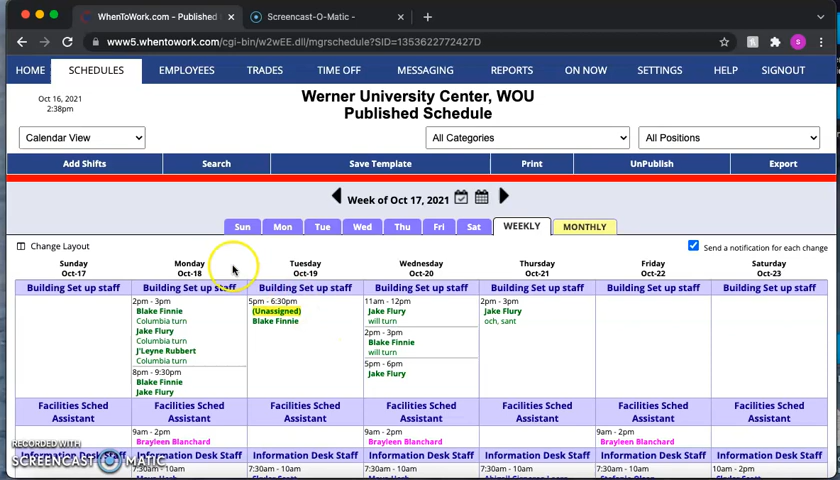 WhenToWork.com - Published
Screencast-O-Matic -
www5.whentowork.com/cgi-bin/w2wEE.dll/mgrschedule?SID=1353622772427D
S
HOME SCHEDULES EMPLOYEES TRADES TIME OFF MESSAGING REPORTS ON NOW SETTINGS HELP SIGNOUT
Oct 16, 2021
2:38pm
Werner University Center, WOU
Published Schedule
Calendar View All Categories All Positions
Add Shifts Search Save Template Print UnPublish Export
Week of Oct 17, 2021
Sun Mon Tue Wed Thu Fri Sat WEEKLY MONTHLY
Change Layout Send a notification for each change
Sunday Monday Tuesday Wednesday Thursday Friday Saturday
Oct-17 Oct-18 Oct-19 Oct-20 Oct-21 Oct-22 Oct-23
Building Set up staff Building Set up staff Building Set up staff Building Set up staff Building Set up staff Building Set up staff Building Set up staff
2pm - 3pm 5pm - 6:30pm 11am - 12pm 2pm - 3pm
Blake Finnie (Unassigned) Jake Flury Jake Flury
Columbia turn Blake Finnie will turn och, sant
Jake Flury 2pm - 3pm
Columbia turn Blake Finnie
J'Leyne Rubbert will turn
Columbia turn 5pm - 6pm
8pm - 9:30pm Jake Flury
Blake Finnie
Jake Flury
Facilities Sched Facilities Sched Facilities Sched Facilities Sched Facilities Sched Facilities Sched Facilities Sched
Assistant Assistant Assistant Assistant Assistant Assistant Assistant
9am - 2pm 9am - 2pm 9am - 2pm
Brayleen Blanchard Brayleen Blanchard Brayleen Blanchard
Information Desk Staff Information Desk Staff Information Desk Staff Information Desk Staff Information Desk Staff Information Desk Staff
7:30am - 10am 7:30am - 10am 7:30am - 10am 7:30am - 10am 7:30am - 10am 10am - 2pm
RECORDED WITH
SCREENCAST-O-MATIC